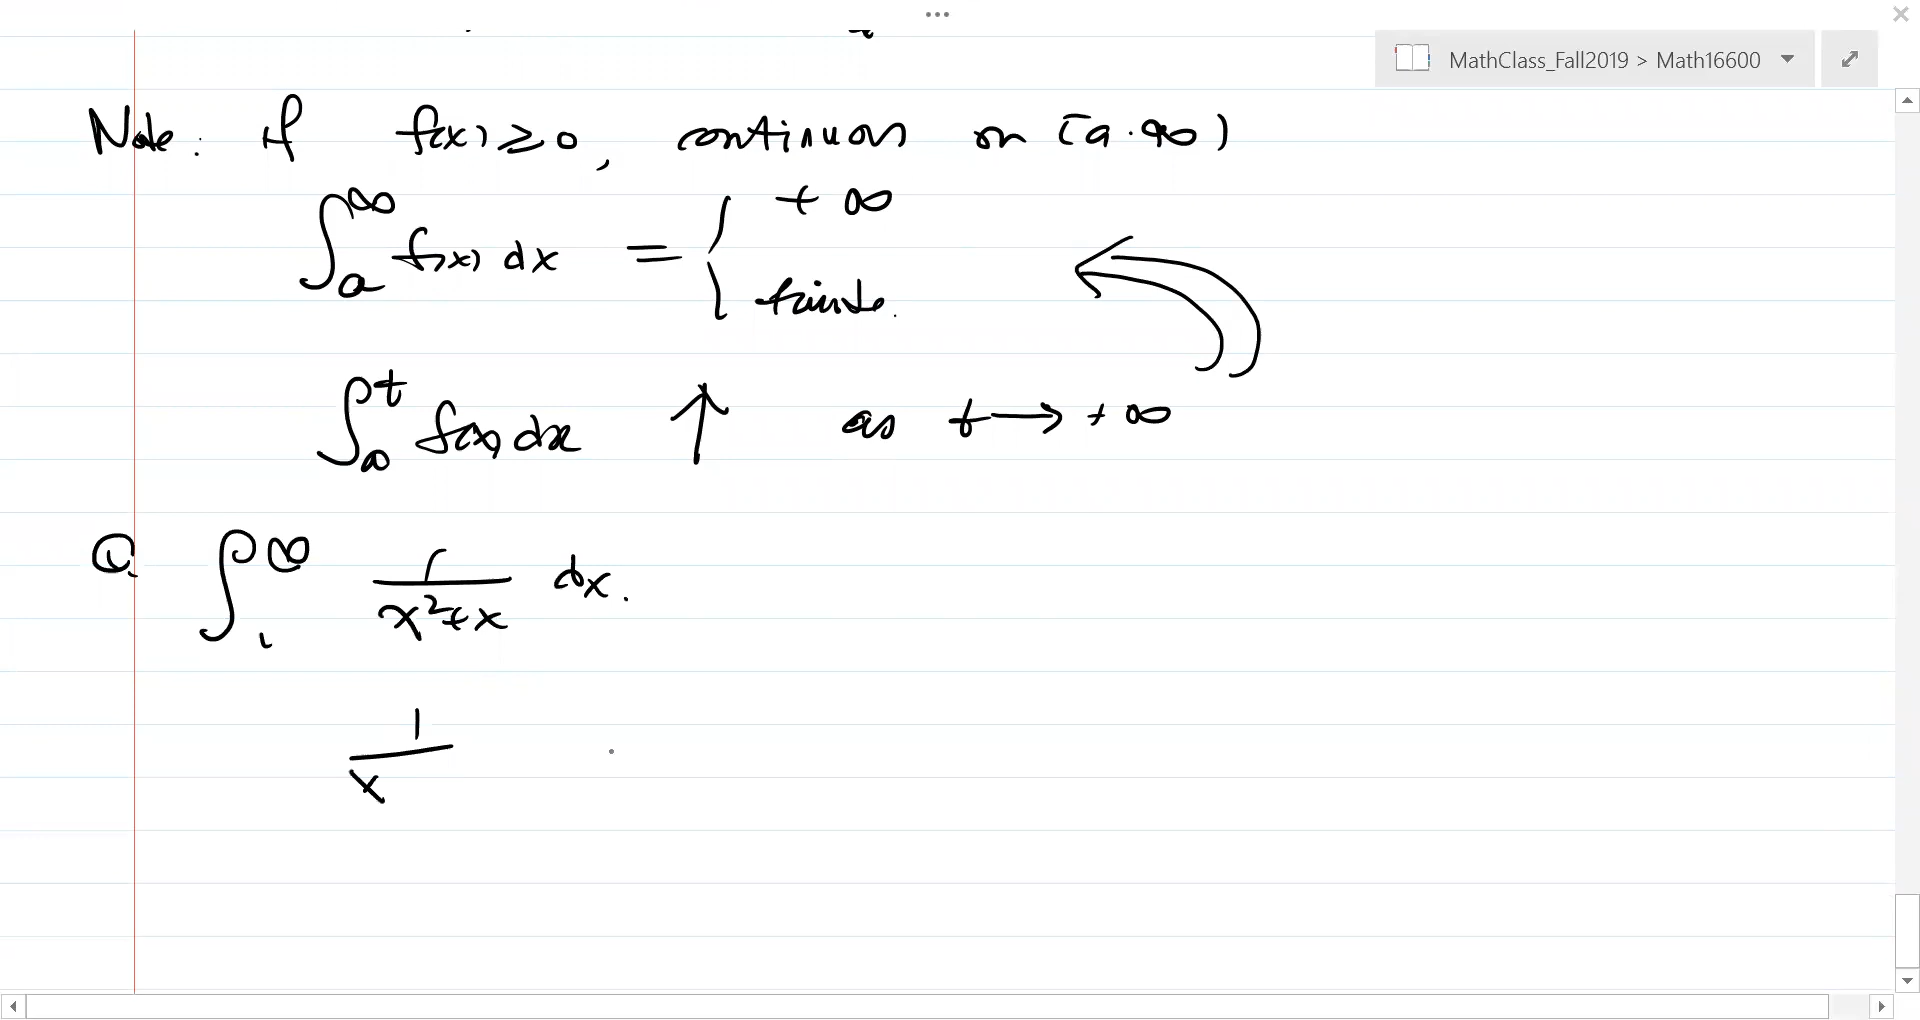 MathClass_Fall2019 > Math16600
Note: if f(x) ≥ 0, continuous on [a.∞)
∫_a^∞ f(x) dx = { +∞
finite.
∫_a^t f(x) dx ↑ as t → +∞
Q ∫_1^∞ 1/(x²+x) dx.
1/x